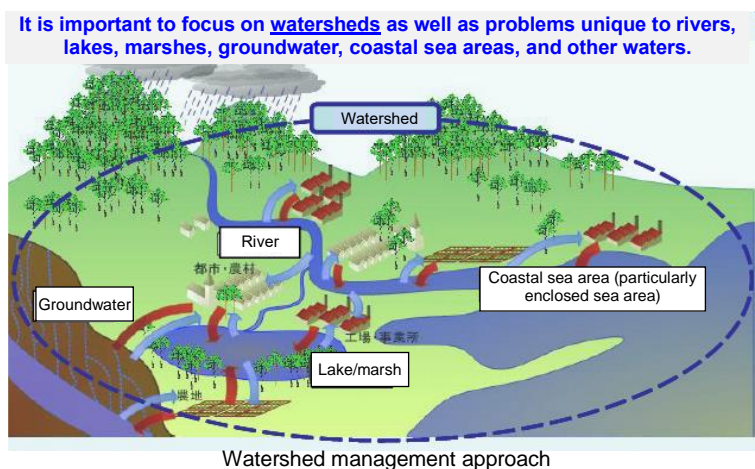 It is important to focus on watersheds as well as problems unique to rivers,
lakes, marshes, groundwater, coastal sea areas, and other waters.
Watershed
River
都市・農村
Coastal sea area (particularly
enclosed sea area)
Groundwater
工場・事業所
Lake/marsh
農地
Watershed management approach